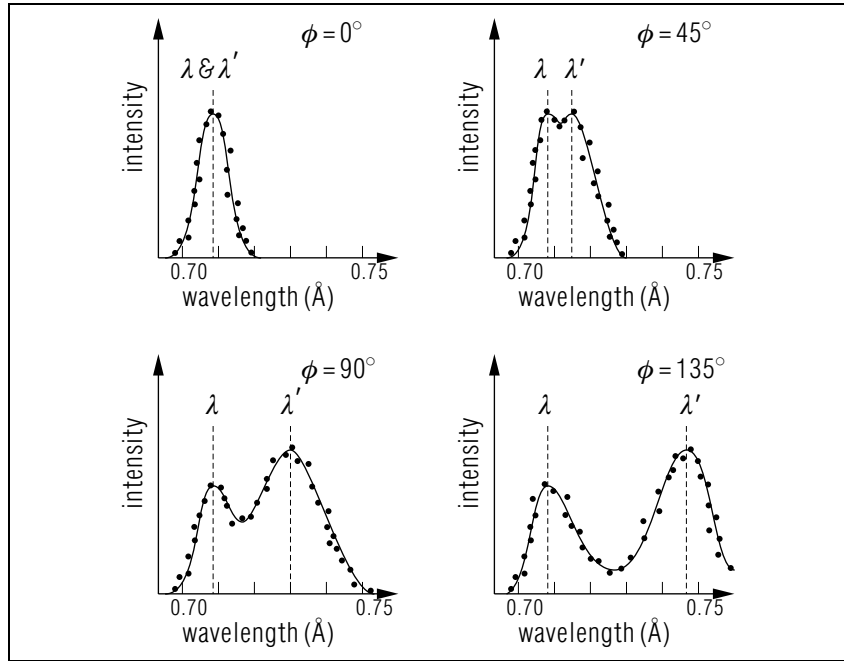 ϕ = 0°
λ & λ′
intensity
0.70 0.75
wavelength (Å)
ϕ = 45°
λ λ′
intensity
0.70 0.75
wavelength (Å)
ϕ = 90°
λ λ′
intensity
0.70 0.75
wavelength (Å)
ϕ = 135°
λ λ′
intensity
0.70 0.75
wavelength (Å)